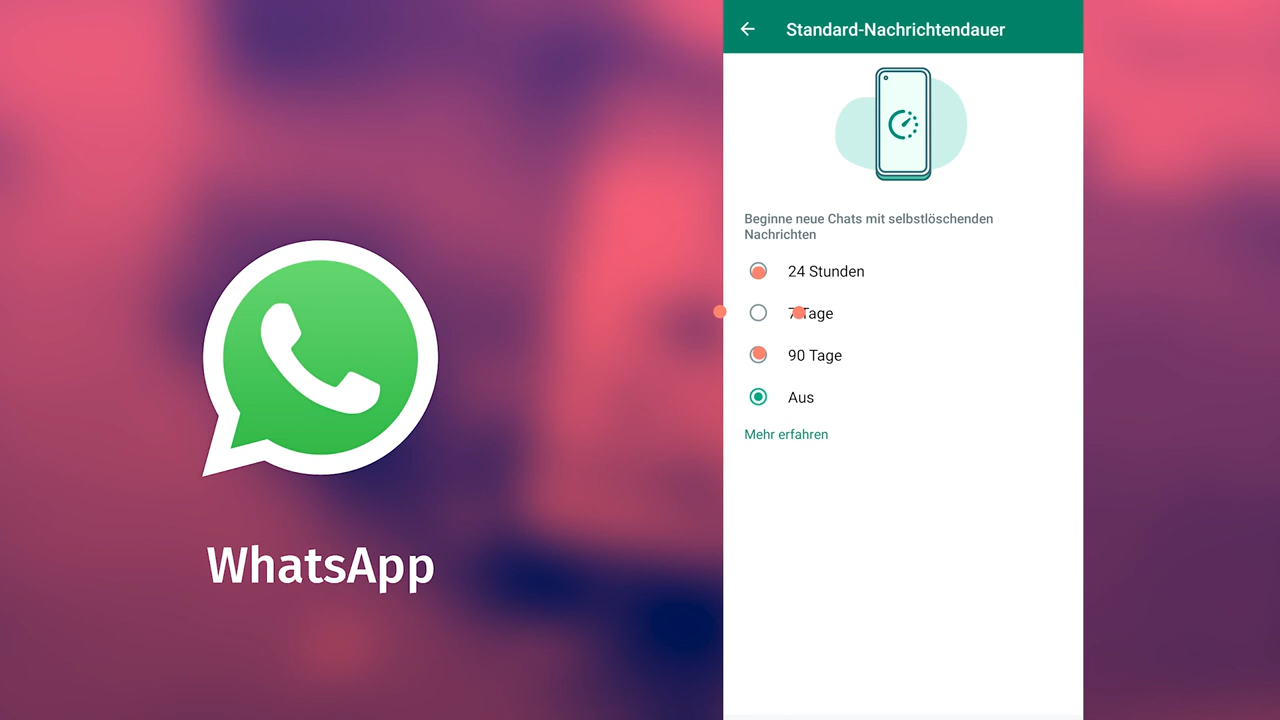 WhatsApp
Standard-Nachrichtendauer
Beginne neue Chats mit selbstlöschenden
Nachrichten
24 Stunden
7 Tage
90 Tage
Aus
Mehr erfahren